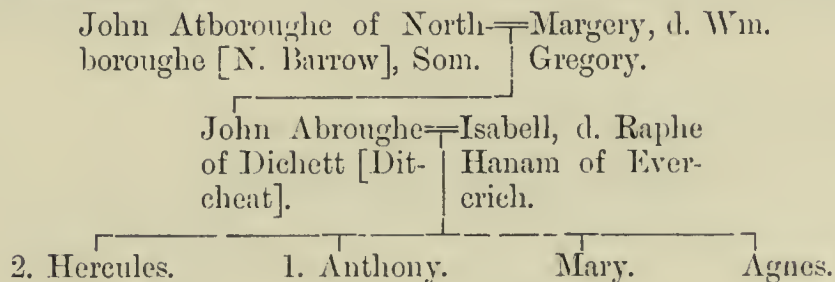 John Atboroughe of North-
boroughe [N. Barrow], Som.
Margery, d. Wm.
Gregory.
John Abroughe
of Dichett [Dit-
cheat].
Isabell, d. Raphe
Hanam of Ever-
crich.
2. Hercules. 1. Anthony. Mary. Agnes.